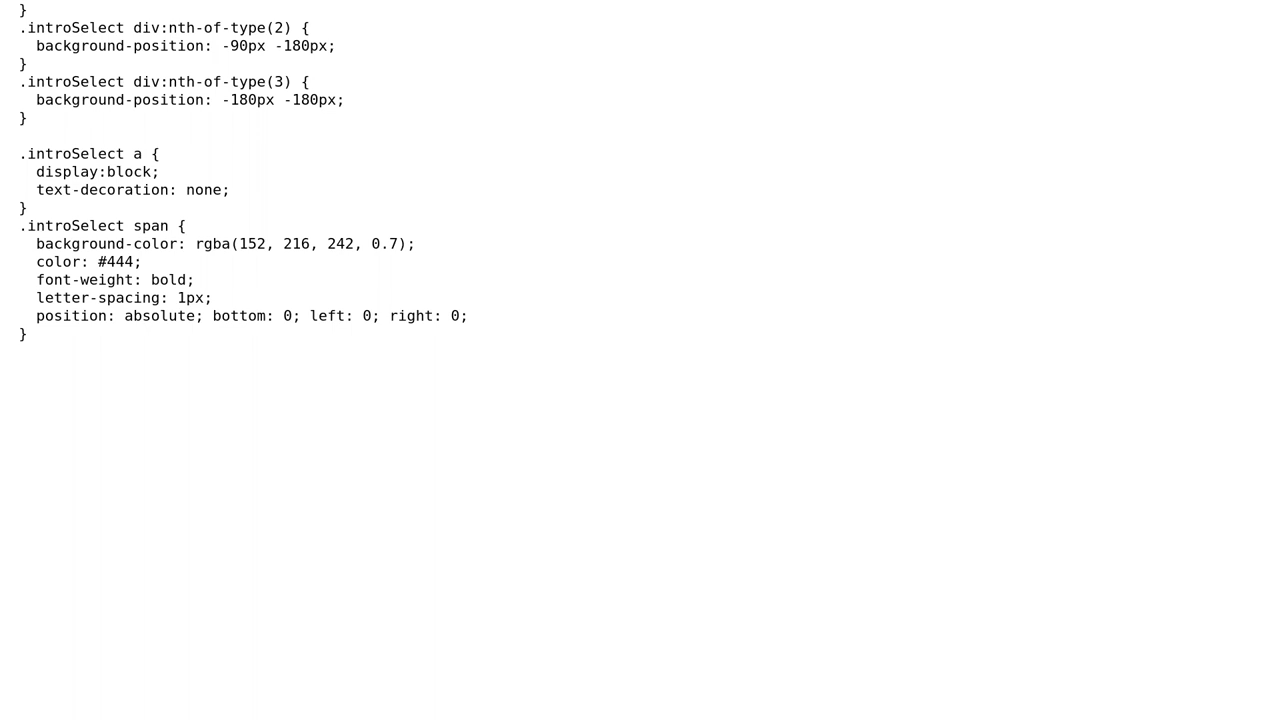 }
.introSelect div:nth-of-type(2) {
  background-position: -90px -180px;
}
.introSelect div:nth-of-type(3) {
  background-position: -180px -180px;
}

.introSelect a {
  display:block;
  text-decoration: none;
}
.introSelect span {
  background-color: rgba(152, 216, 242, 0.7);
  color: #444;
  font-weight: bold;
  letter-spacing: 1px;
  position: absolute; bottom: 0; left: 0; right: 0;
}